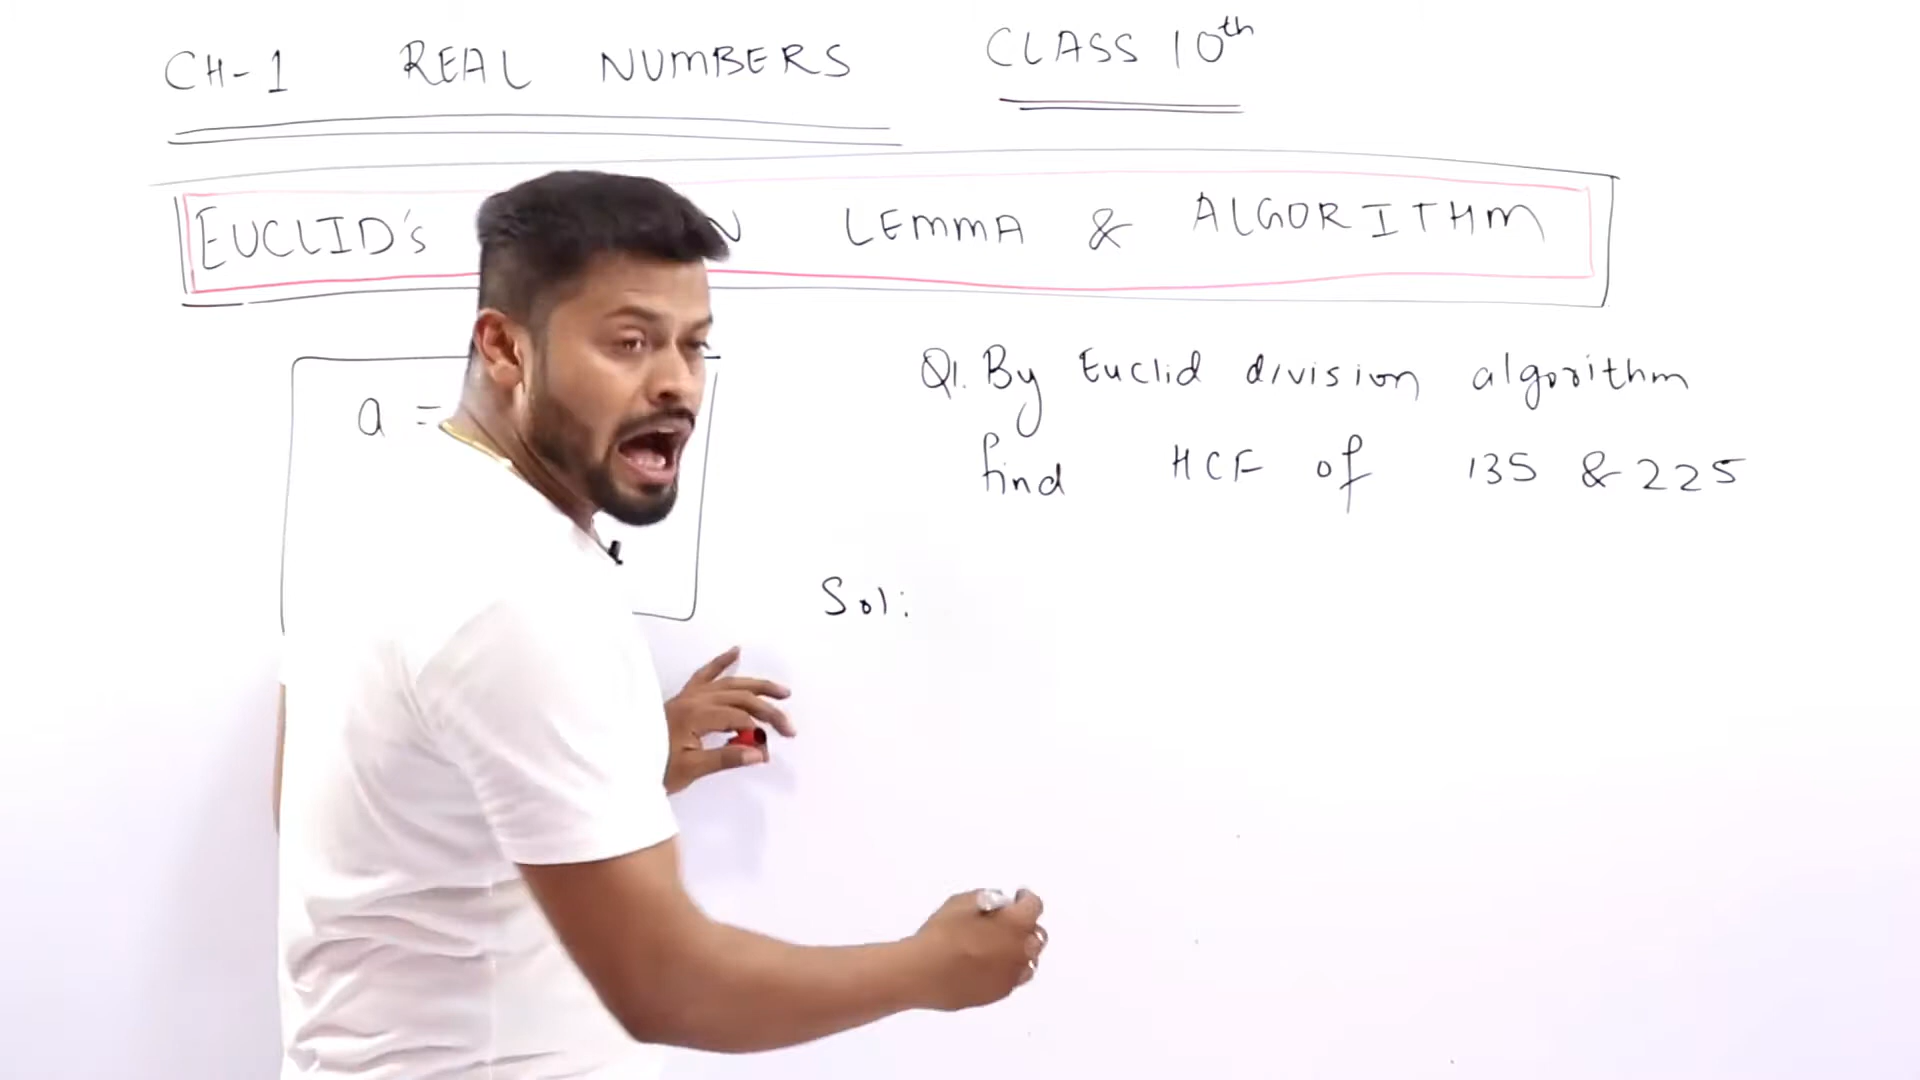 CH-1 REAL NUMBERS CLASS 10th
EUCLID's N LEMMA & ALGORITHM
a =
Q1. By Euclid division algorithm
find HCF of 135 & 225
Sol: